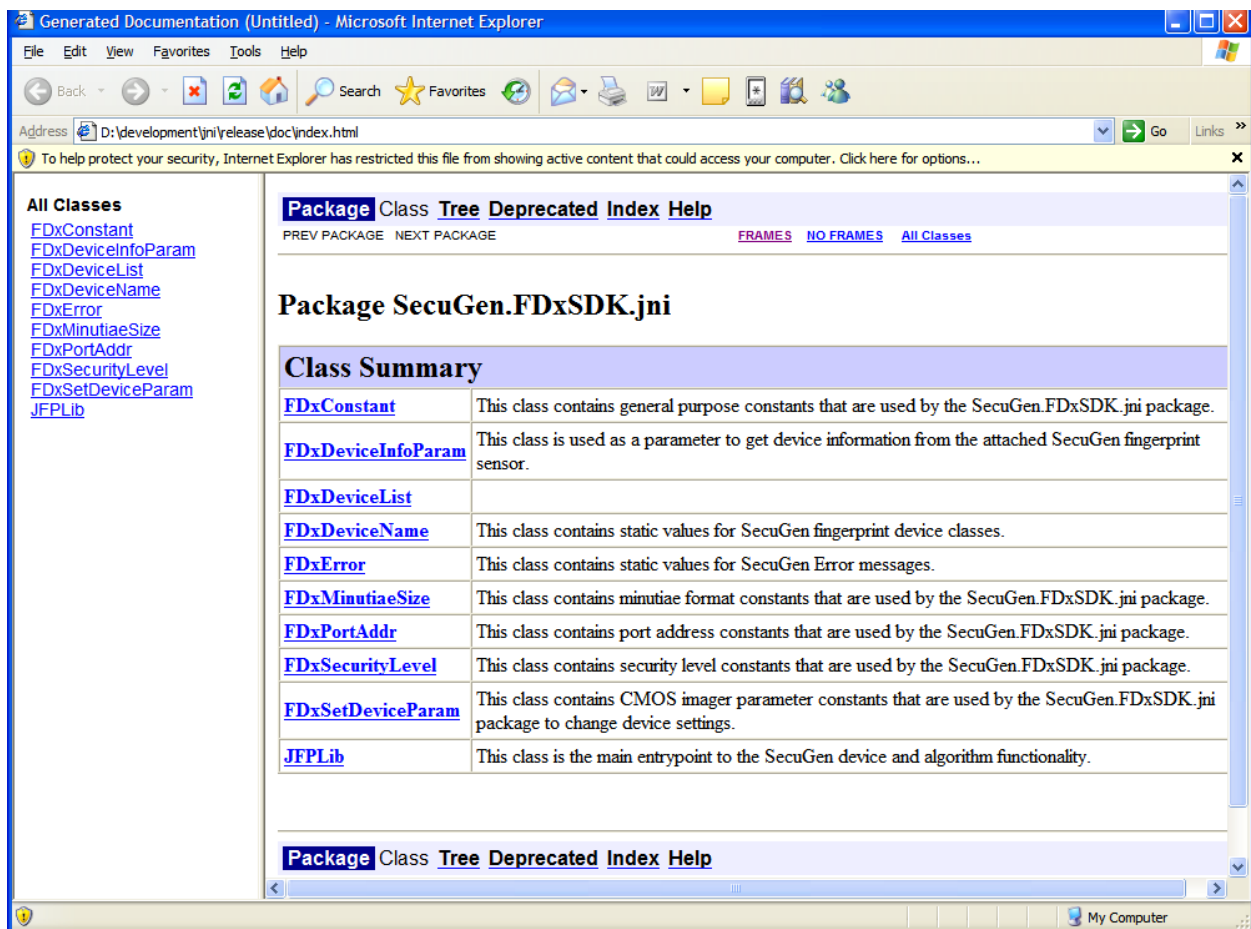 Generated Documentation (Untitled) - Microsoft Internet Explorer
File Edit View Favorites Tools Help
Back Search Favorites
Address D:\development\jni\release\doc\index.html Go Links »
To help protect your security, Internet Explorer has restricted this file from showing active content that could access your computer. Click here for options...
All Classes
FDxConstant
FDxDeviceInfoParam
FDxDeviceList
FDxDeviceName
FDxError
FDxMinutiaeSize
FDxPortAddr
FDxSecurityLevel
FDxSetDeviceParam
JFPLib
Package Class Tree Deprecated Index Help
PREV PACKAGE NEXT PACKAGE FRAMES NO FRAMES All Classes
Package SecuGen.FDxSDK.jni
Class Summary
FDxConstant This class contains general purpose constants that are used by the SecuGen.FDxSDK.jni package.
FDxDeviceInfoParam This class is used as a parameter to get device information from the attached SecuGen fingerprint
sensor.
FDxDeviceList
FDxDeviceName This class contains static values for SecuGen fingerprint device classes.
FDxError This class contains static values for SecuGen Error messages.
FDxMinutiaeSize This class contains minutiae format constants that are used by the SecuGen.FDxSDK.jni package.
FDxPortAddr This class contains port address constants that are used by the SecuGen.FDxSDK.jni package.
FDxSecurityLevel This class contains security level constants that are used by the SecuGen.FDxSDK.jni package.
FDxSetDeviceParam This class contains CMOS imager parameter constants that are used by the SecuGen.FDxSDK.jni
package to change device settings.
JFPLib This class is the main entrypoint to the SecuGen device and algorithm functionality.
Package Class Tree Deprecated Index Help
My Computer